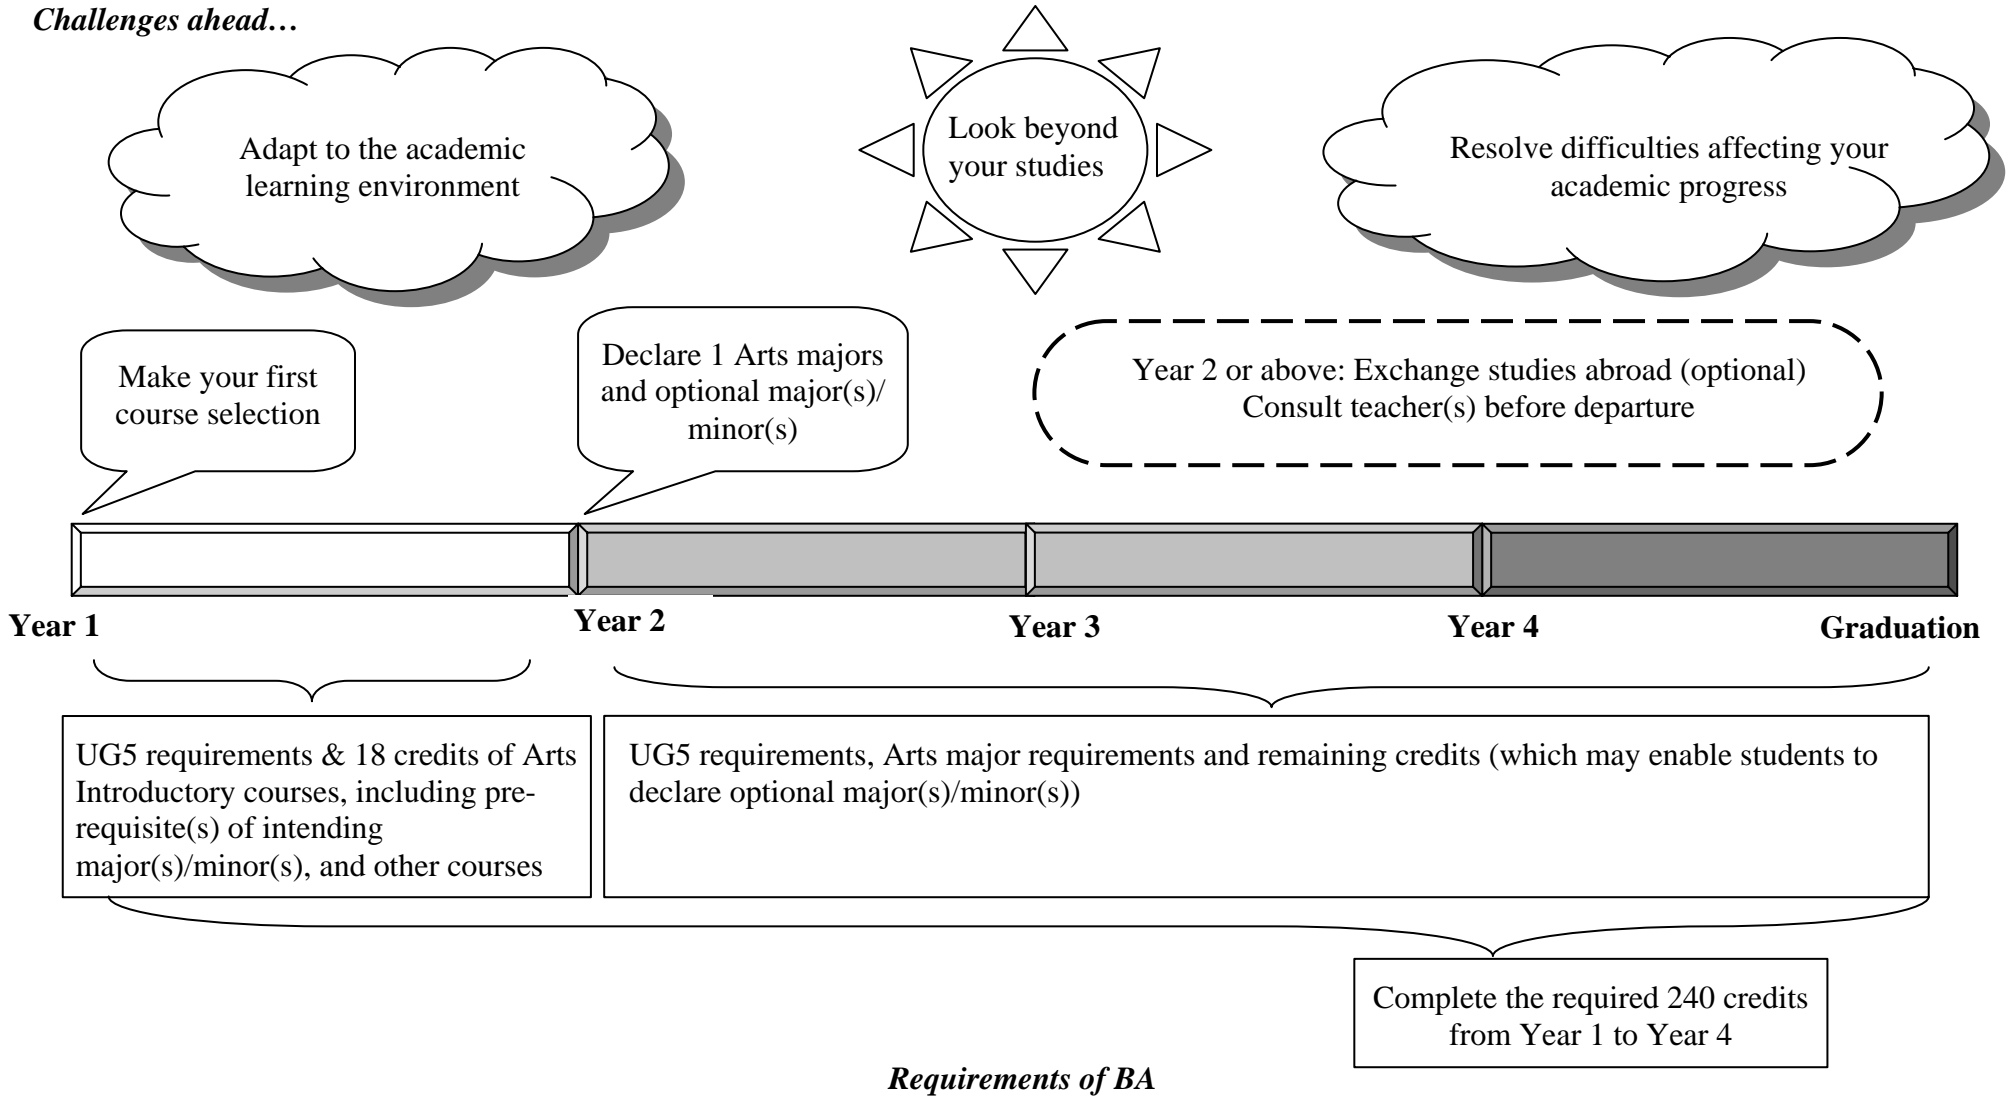 Challenges ahead…
Adapt to the academic
learning environment
Look beyond
your studies
Resolve difficulties affecting your
academic progress
Make your first
course selection
Declare 1 Arts majors
and optional major(s)/
minor(s)
Year 2 or above: Exchange studies abroad (optional)
Consult teacher(s) before departure
Year 1
Year 2
Year 3
Year 4
Graduation
UG5 requirements & 18 credits of Arts
Introductory courses, including pre-
requisite(s) of intending
major(s)/minor(s), and other courses
UG5 requirements, Arts major requirements and remaining credits (which may enable students to
declare optional major(s)/minor(s))
Complete the required 240 credits
from Year 1 to Year 4
Requirements of BA